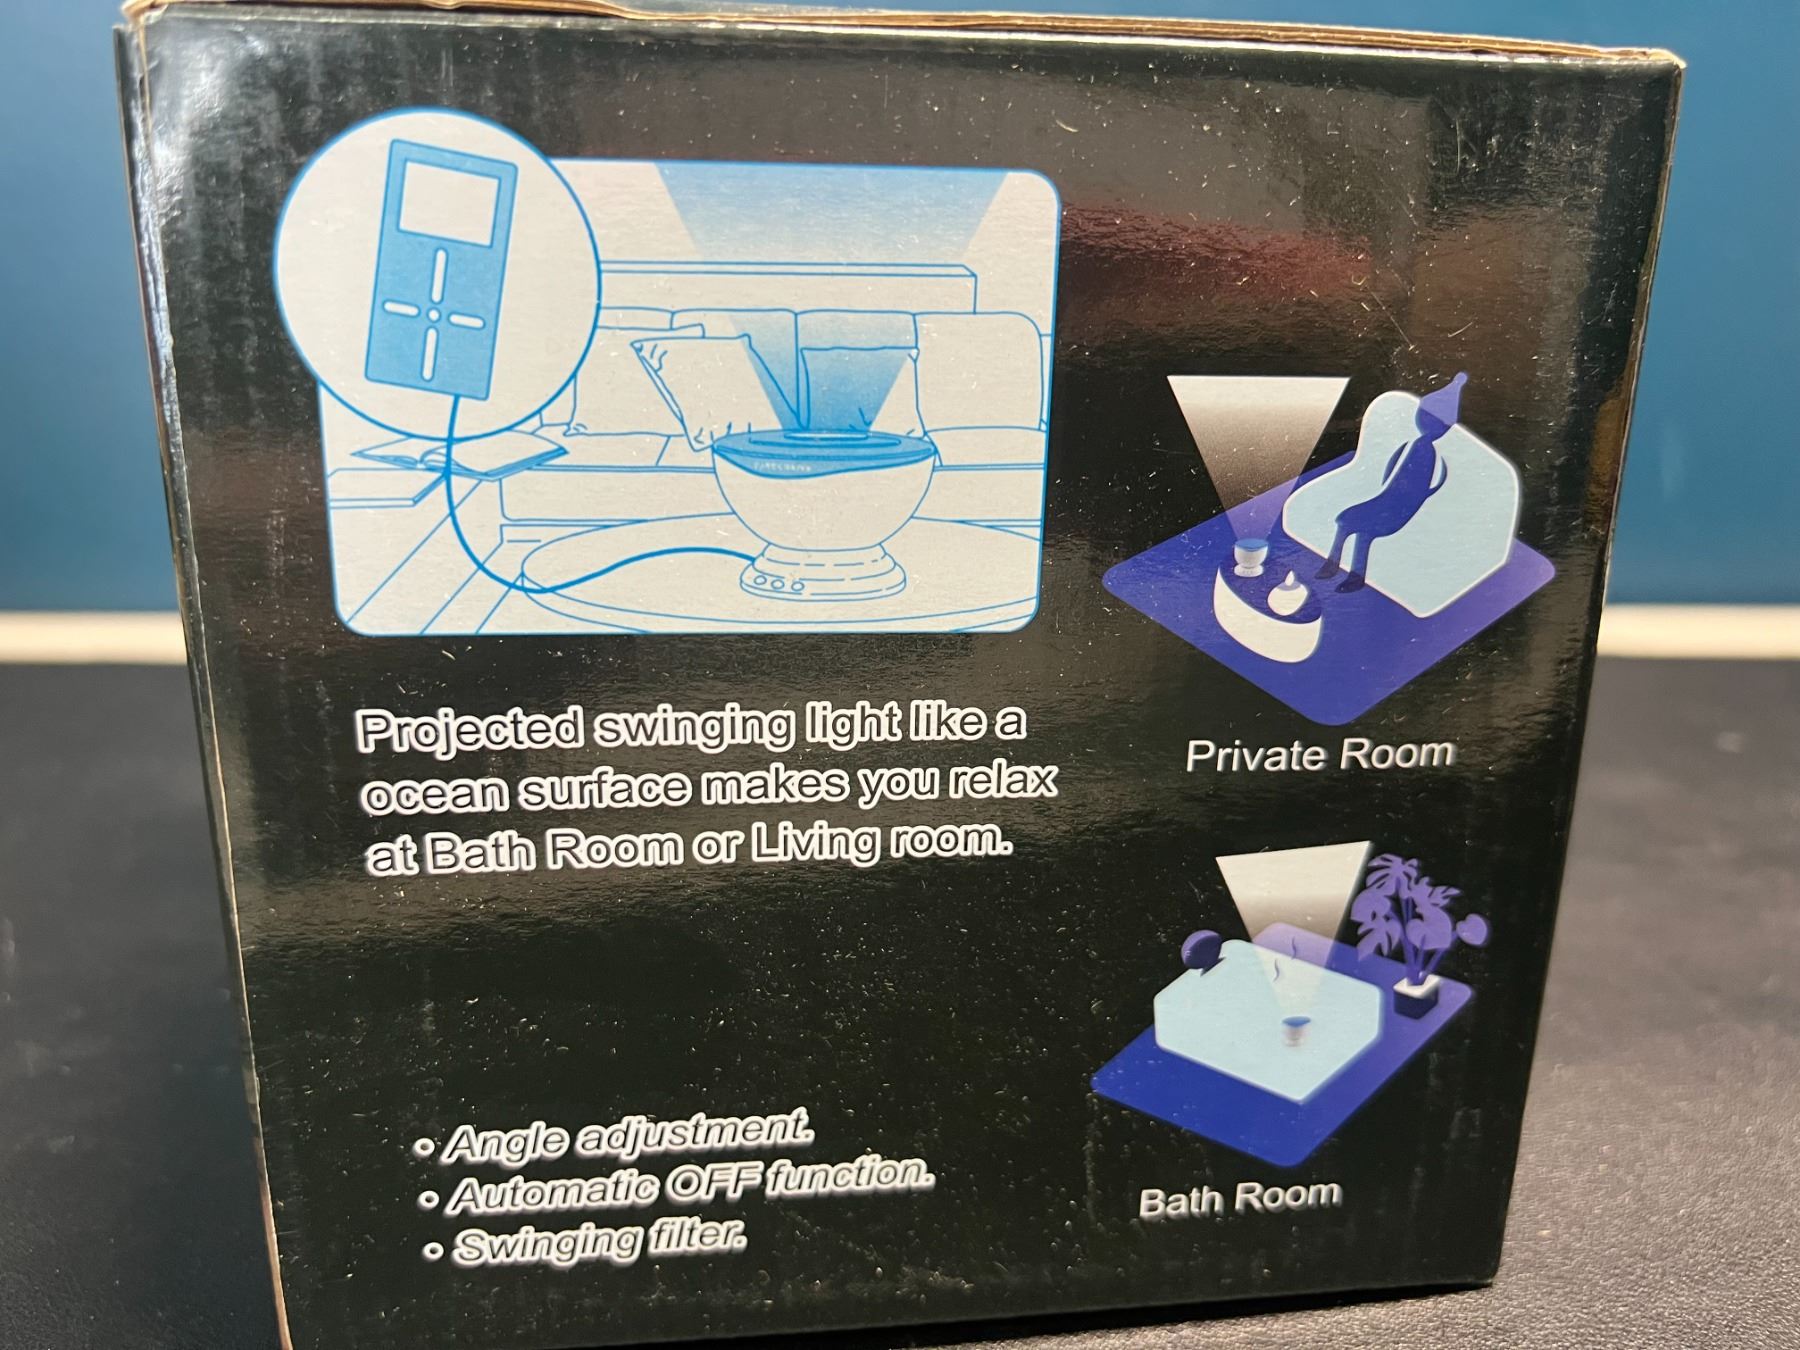 Projected swinging light like a
ocean surface makes you relax
at Bath Room or Living room.
• Angle adjustment.
• Automatic OFF function.
• Swinging filter.
Private Room
Bath Room